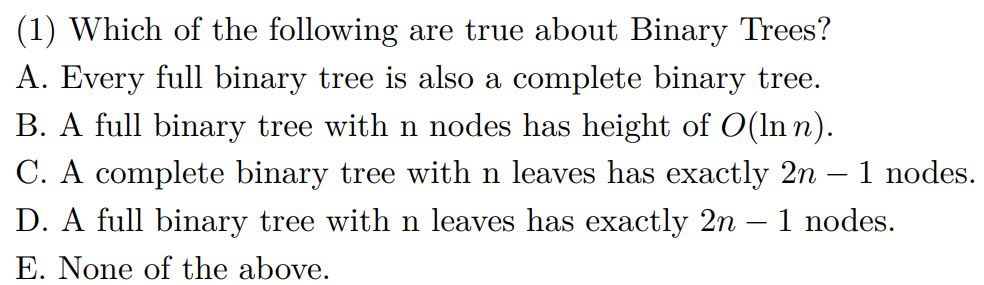 (1) Which of the following are true about Binary Trees?
A. Every full binary tree is also a complete binary tree.
B. A full binary tree with n nodes has height of O(ln n).
C. A complete binary tree with n leaves has exactly 2n − 1 nodes.
D. A full binary tree with n leaves has exactly 2n − 1 nodes.
E. None of the above.